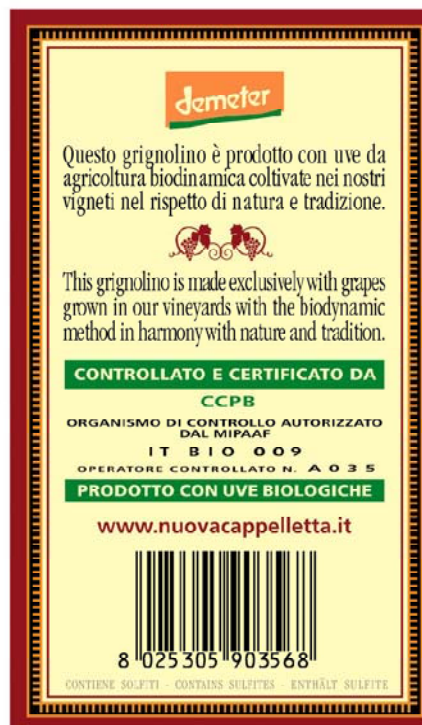 demeter
Questo grignolino è prodotto con uve da
agricoltura biodinamica coltivate nei nostri
vigneti nel rispetto di natura e tradizione.
This grignolino is made exclusively with grapes
grown in our vineyards with the biodynamic
method in harmony with nature and tradition.
CONTROLLATO E CERTIFICATO DA
CCPB
ORGANISMO DI CONTROLLO AUTORIZZATO
DAL MIPAAF
IT BIO 009
OPERATORE CONTROLLATO N. A035
PRODOTTO CON UVE BIOLOGICHE
www.nuovacappelletta.it
8 025305 903568
CONTIENE SOLFITI - CONTAINS SULFITES - ENTHÄLT SULFITE